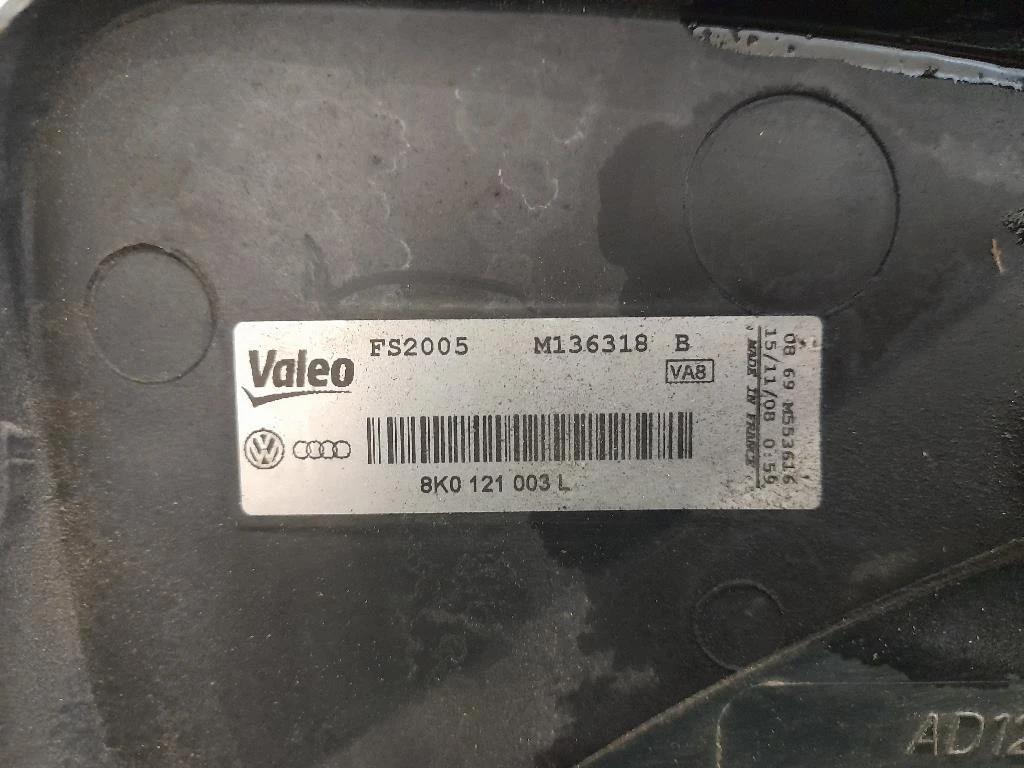 FS2005 M136318 B
Valeo
VA8
8K0 121 003 L
08 69 M553616
15/11/08 0:56
MADE IN FRANCE
AD12